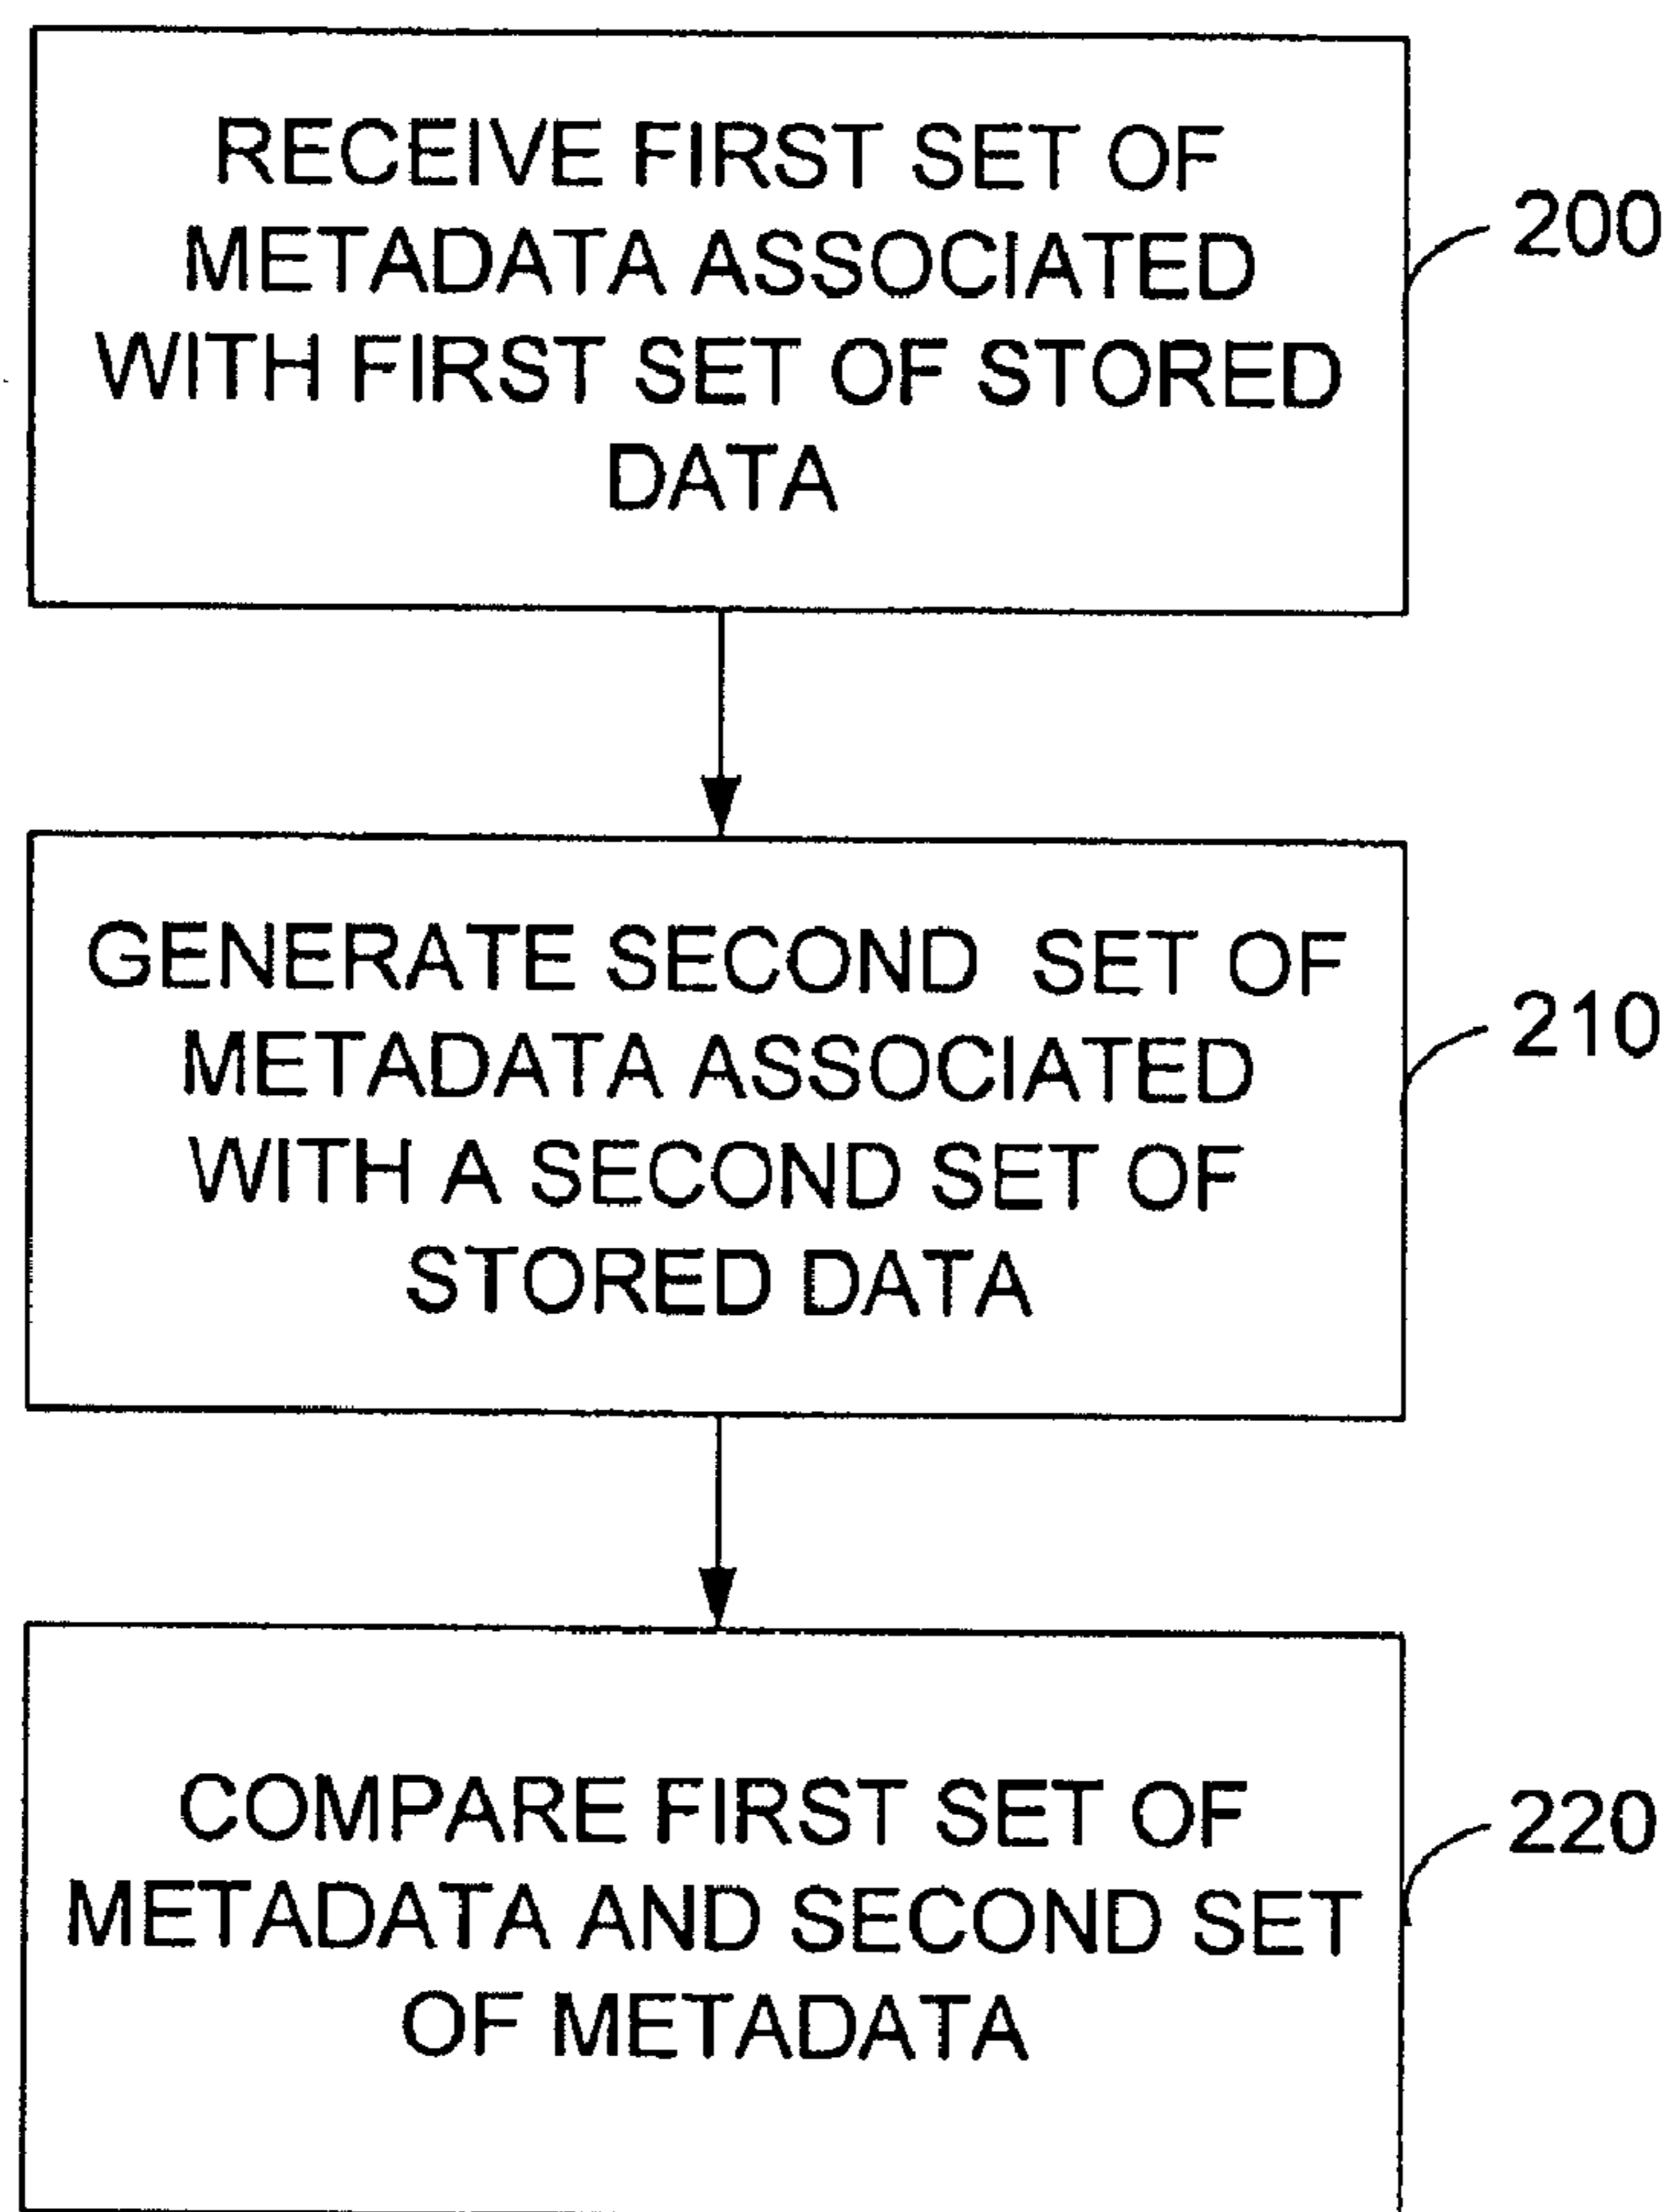 RECEIVE FIRST SET OF
METADATA ASSOCIATED
WITH FIRST SET OF STORED
DATA
200
GENERATE SECOND SET OF
METADATA ASSOCIATED
WITH A SECOND SET OF
STORED DATA
210
COMPARE FIRST SET OF
METADATA AND SECOND SET
OF METADATA
220